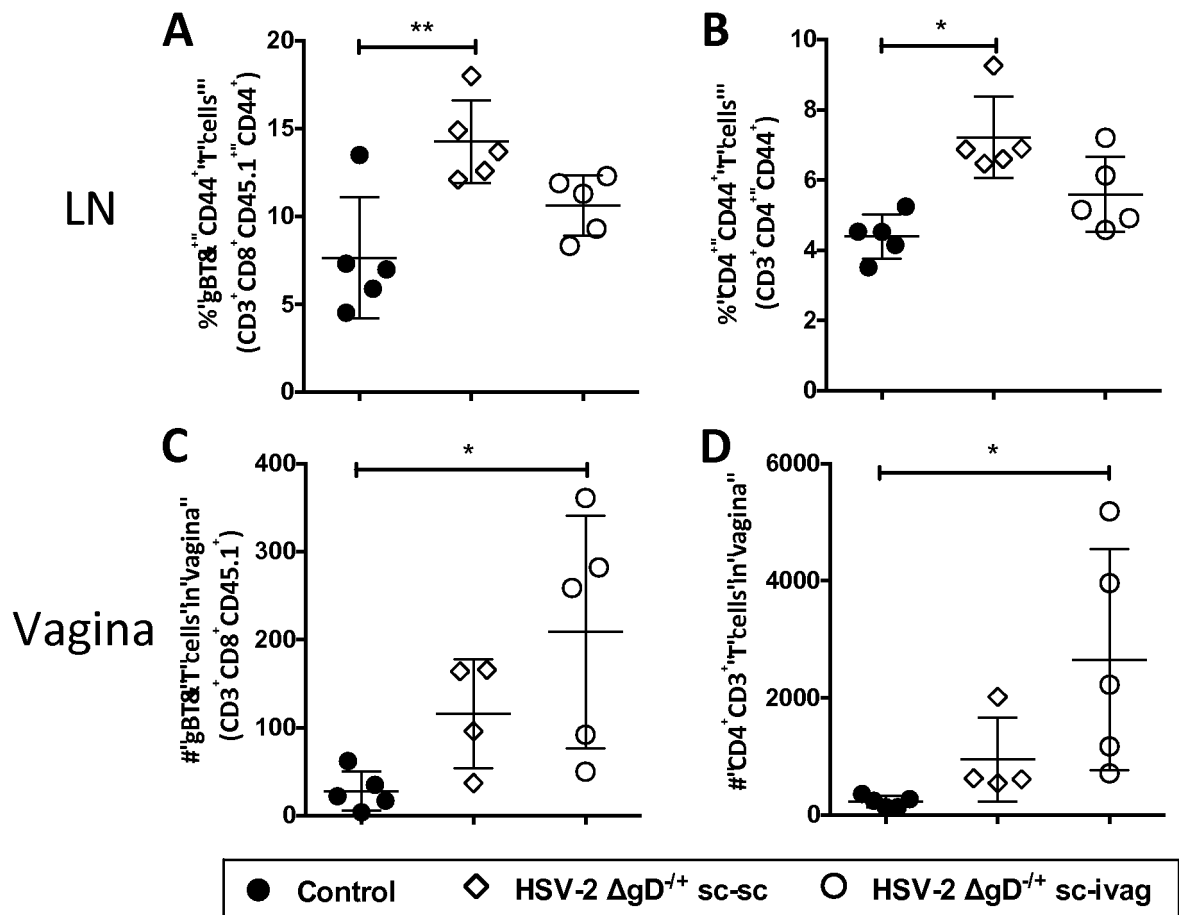 A
**
20
15
10
5
0
%"gBT&I⁺" CD44⁺"T"cells"'
(CD3⁺ CD8⁺ CD45.1⁺" CD44⁺)
B
*
10
8
6
4
2
0
%"CD4⁺" CD44⁺"T"cells"'
(CD3⁺ CD4⁺" CD44⁺)
LN
C
*
400
300
200
100
0
#"gBT&I"T"cells"in"vagina"
(CD3⁺ CD8⁺ CD45.1⁺)
D
*
6000
4000
2000
0
#"CD4⁺ CD3⁺"T"cells"in"vagina"
Vagina
Control HSV-2 ΔgD⁻/⁺ sc-sc HSV-2 ΔgD⁻/⁺ sc-ivag